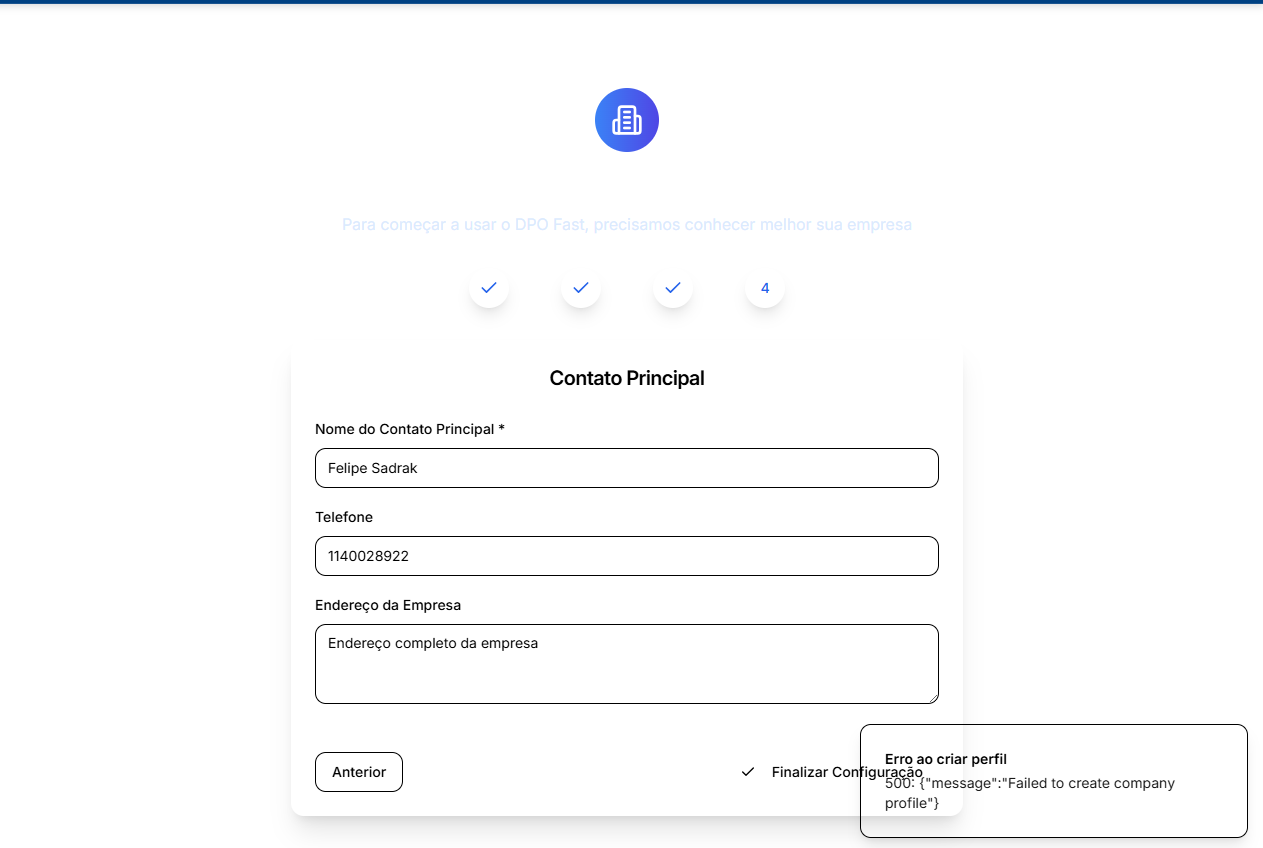 Para começar a usar o DPO Fast, precisamos conhecer melhor sua empresa
4
Contato Principal
Nome do Contato Principal *
Felipe Sadrak
Telefone
1140028922
Endereço da Empresa
Endereço completo da empresa
Anterior
Finalizar Configuração
Erro ao criar perfil
500: {"message":"Failed to create company
profile"}